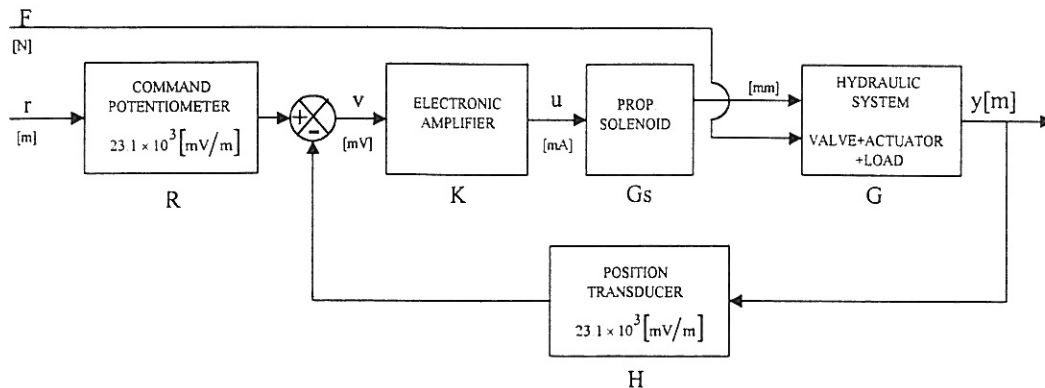 F
[N]
r
[m]
COMMAND
POTENTIOMETER
23.1 × 10³ [mV/m]
R
+
-
v
[mV]
ELECTRONIC
AMPLIFIER
K
u
[mA]
PROP
SOLENOID
Gs
[mm]
HYDRAULIC
SYSTEM
VALVE+ACTUATOR
+LOAD
G
y[m]
POSITION
TRANSDUCER
23 1 × 10³ [mV/m]
H